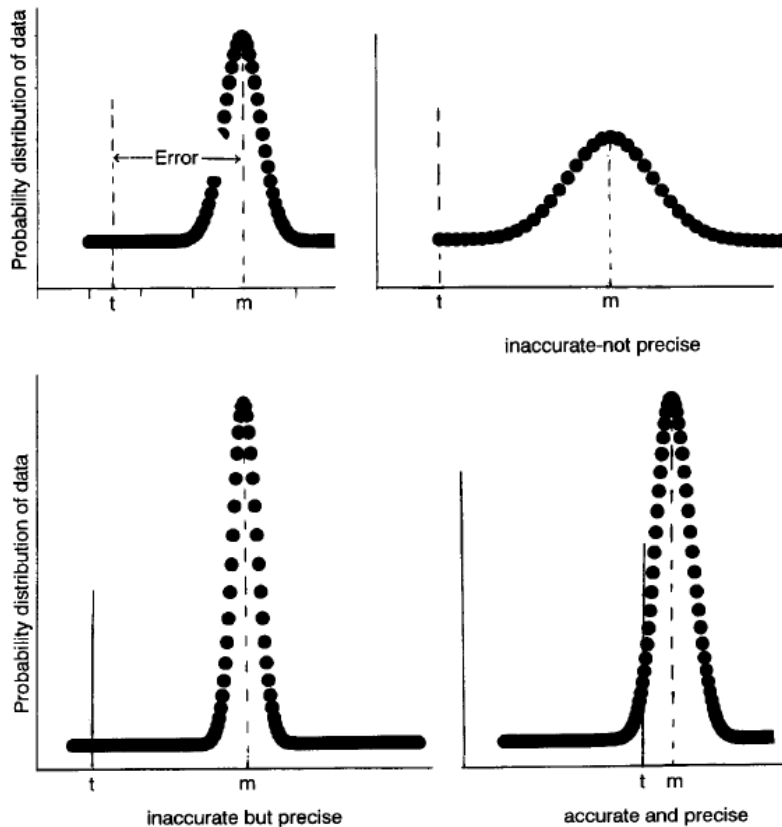 Probability distribution of data
Error
t
m
t
m
inaccurate-not precise
Probability distribution of data
t
m
inaccurate but precise
t
m
accurate and precise